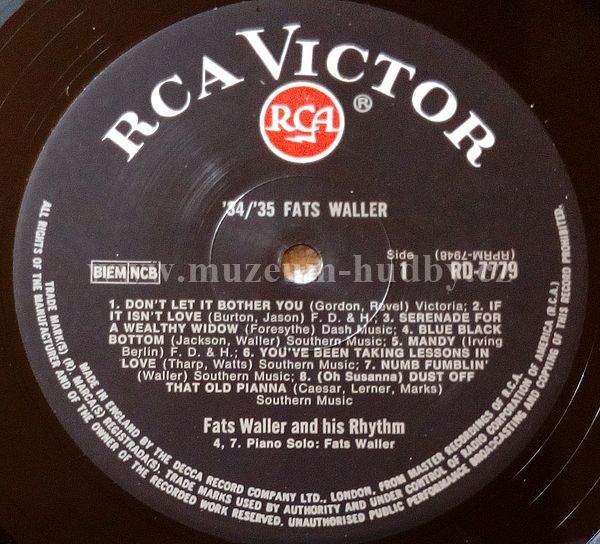 RCA VICTOR
RCA
®
'34/'35 FATS WALLER
Side
(RPRM-7948)
BIEM NCB
RD-7779
www.muzeum-hudby.cz
1. DON'T LET IT BOTHER YOU (Gordon, Revel) Victoria; 2. IF
IT ISN'T LOVE (Burton, Jason) F. D. & H.; 3. SERENADE FOR
A WEALTHY WIDOW (Foresythe) Dash Music; 4. BLUE BLACK
BOTTOM (Jackson, Waller) Southern Music; 5. MANDY (Irving
Berlin) F. D. & H.; 6. YOU'VE BEEN TAKING LESSONS IN
LOVE (Tharp, Watts) Southern Music; 7. NUMB FUMBLIN'
(Waller) Southern Music; 8. (Oh Susanna) DUST OFF
THAT OLD PIANNA (Caesar, Lerner, Marks)
Southern Music
Fats Waller and his Rhythm
4, 7. Piano Solo: Fats Waller
ALL RIGHTS OF THE MANUFACTURER AND OF THE OWNER OF THE RECORDED WORK RESERVED. UNAUTHORISED PUBLIC PERFORMANCE BROADCASTING AND COPYING OF THIS RECORD PROHIBITED.
TRADE MARK(S) (R). MARCA(S) REGISTRADA(S). TRADE MARKS USED BY AUTHORITY AND UNDER CONTROL OF RADIO CORPORATION OF AMERICA (R.C.A.)
MADE IN ENGLAND BY THE DECCA RECORD COMPANY LTD., LONDON, FROM MASTER RECORDINGS OF R.C.A.